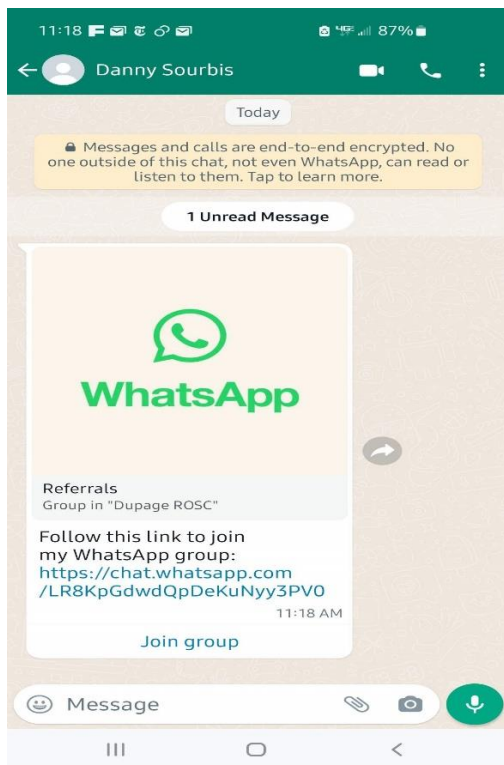 11:18
4GE 87%
Danny Sourbis
Today
Messages and calls are end-to-end encrypted. No
one outside of this chat, not even WhatsApp, can read or
listen to them. Tap to learn more.
1 Unread Message
WhatsApp
Referrals
Group in "Dupage ROSC"
Follow this link to join
my WhatsApp group:
https://chat.whatsapp.com
/LR8KpGdwdQpDeKuNyy3PV0
11:18 AM
Join group
Message